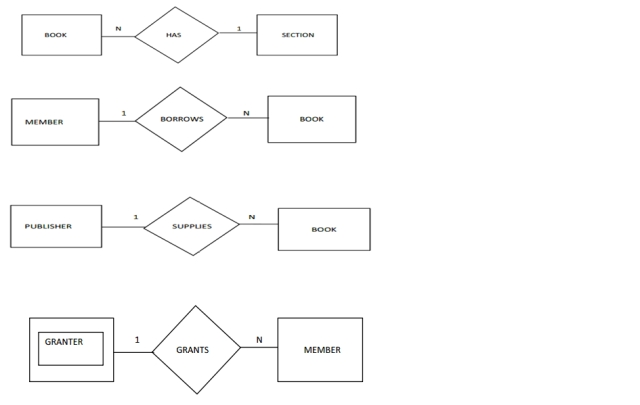 BOOK N HAS 1 SECTION
MEMBER 1 BORROWS N BOOK
PUBLISHER 1 SUPPLIES N BOOK
GRANTER 1 GRANTS N MEMBER